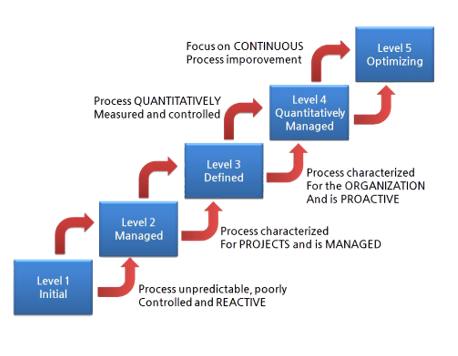 Focus on CONTINUOUS
Process imporovement
Level 5
Optimizing
Process QUANTITATIVELY
Measured and controlled
Level 4
Quantitatively
Managed
Level 3
Defined
Process characterized
For the ORGANIZATION
And is PROACTIVE
Level 2
Managed
Process characterized
For PROJECTS and is MANAGED
Level 1
Initial
Process unpredictable, poorly
Controlled and REACTIVE